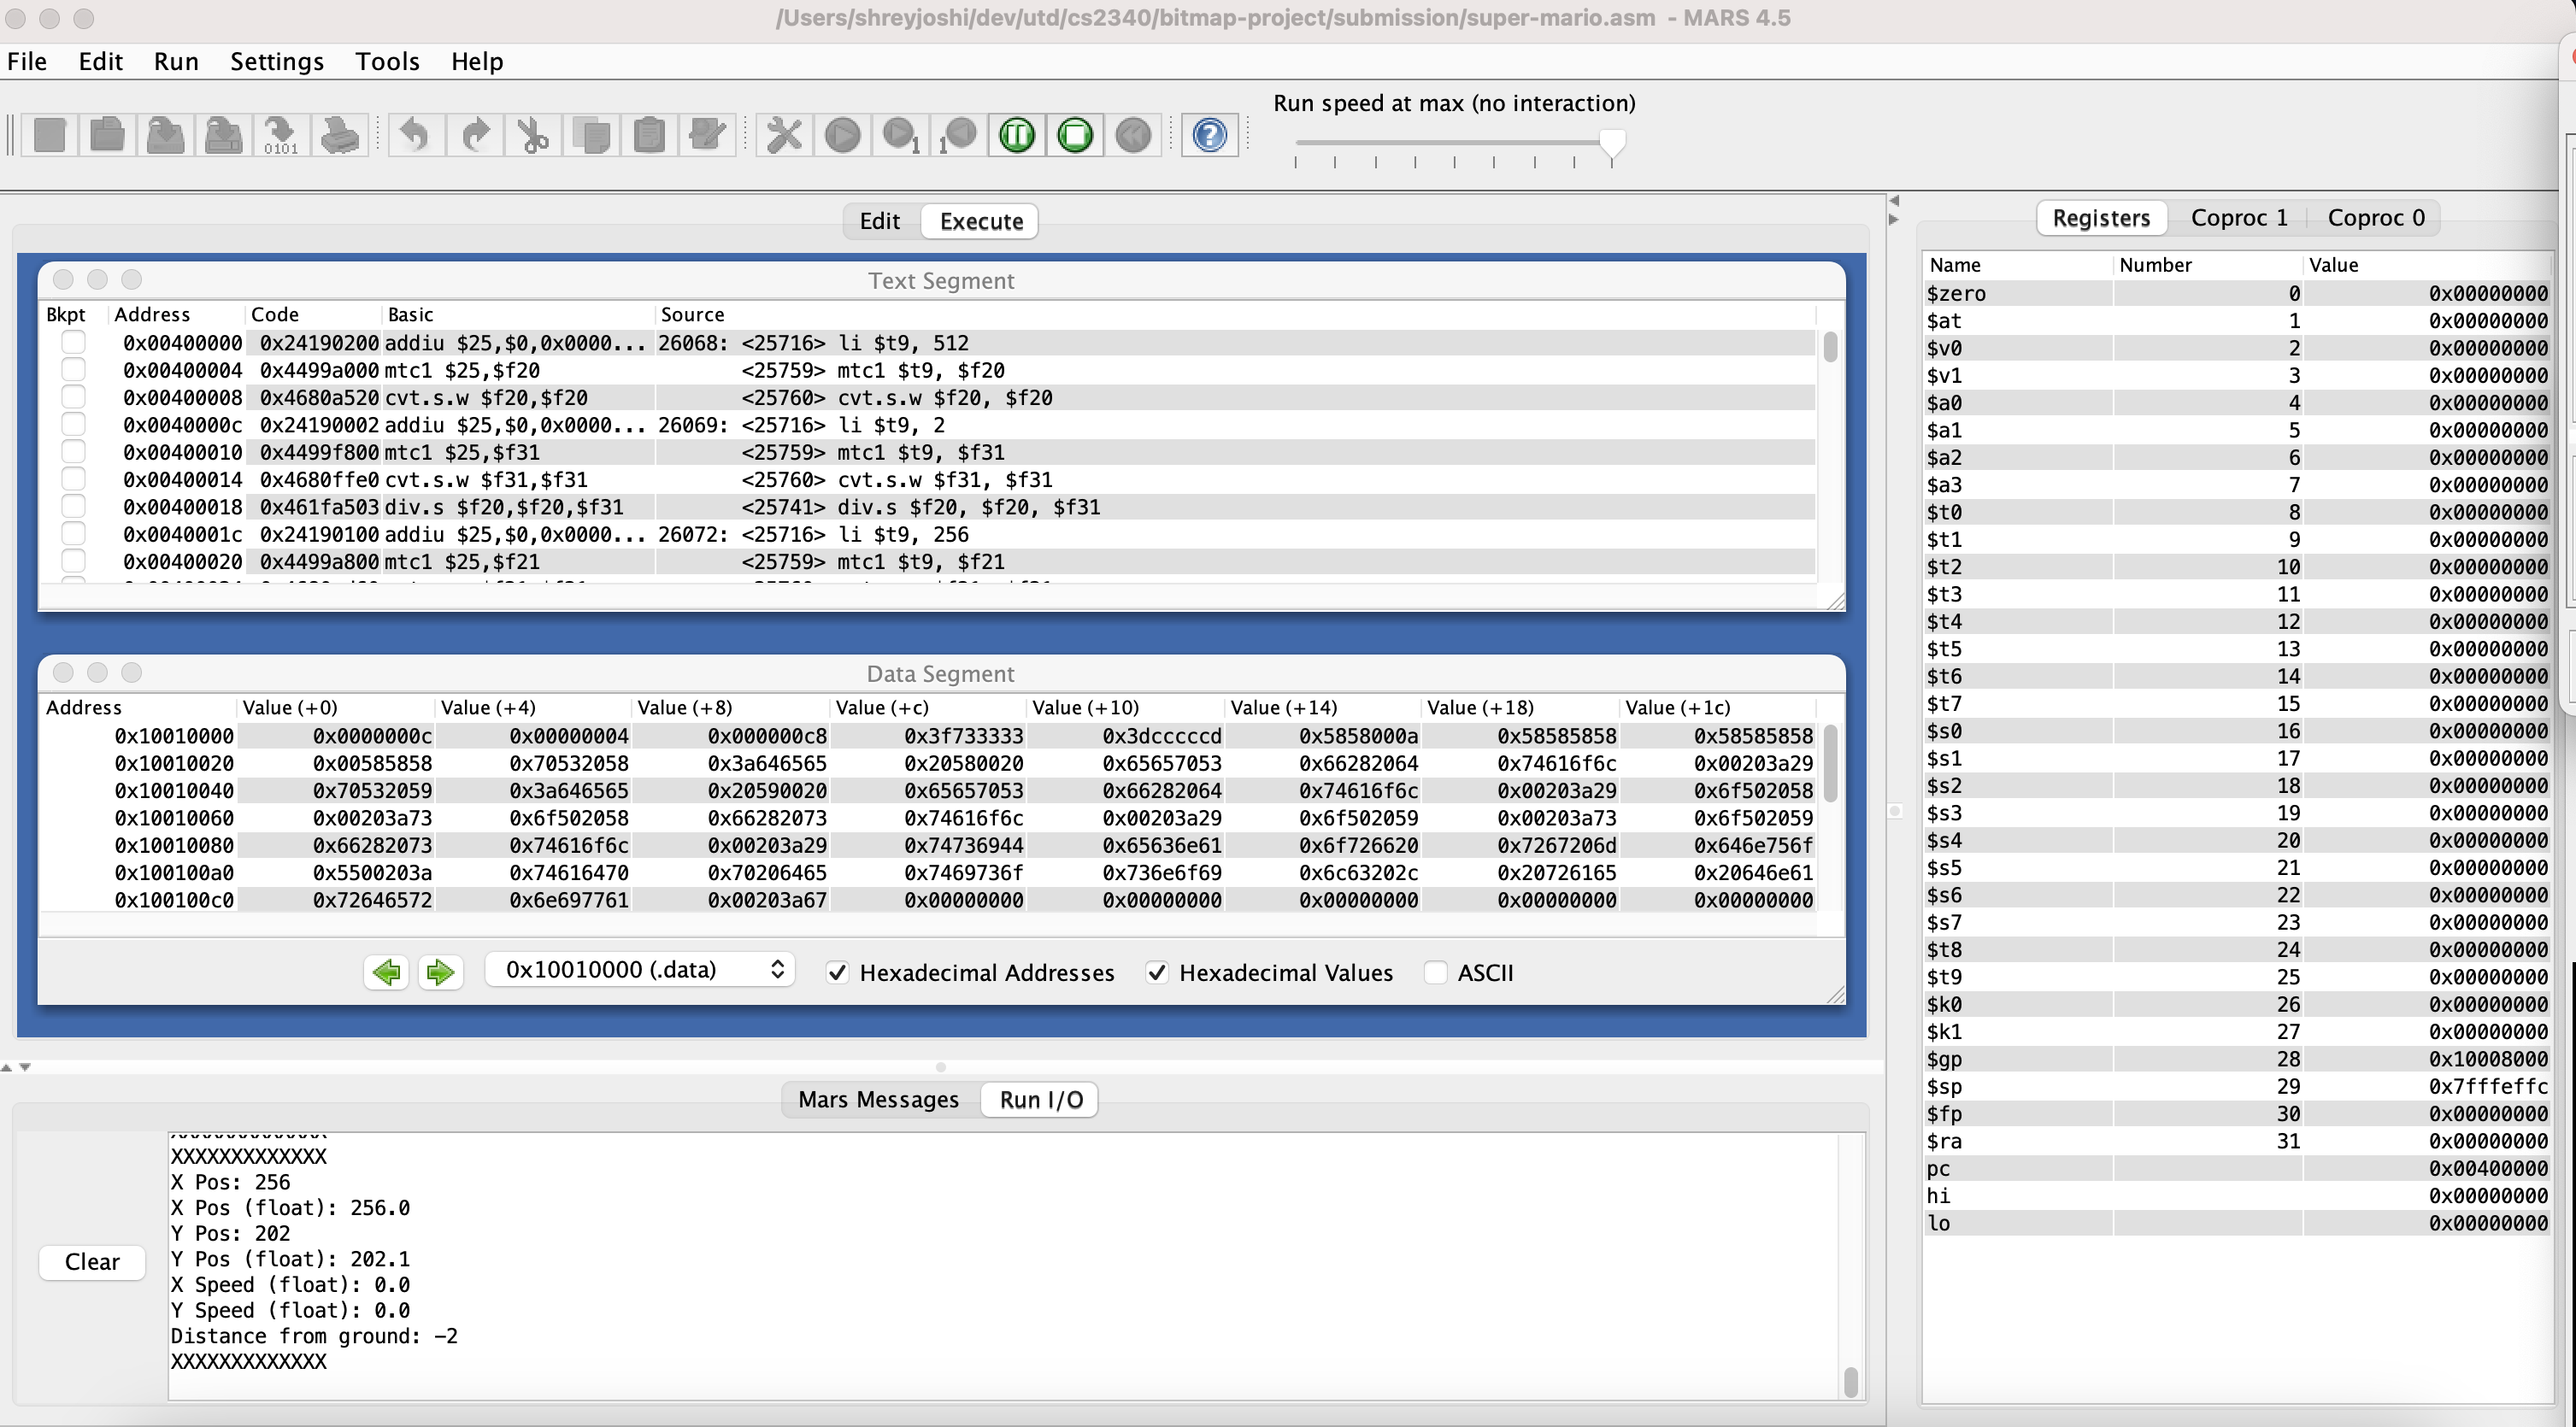 /Users/shreyjoshi/dev/utd/cs2340/bitmap-project/submission/super-mario.asm - MARS 4.5
File Edit Run Settings Tools Help
Run speed at max (no interaction)
0101 1 1
Edit Execute
Registers Coproc 1 Coproc 0
Text Segment
Bkpt Address Code Basic Source
0x00400000 0x24190200 addiu $25,$0,0x0000... 26068: <25716> li $t9, 512
0x00400004 0x4499a000 mtc1 $25,$f20 <25759> mtc1 $t9, $f20
0x00400008 0x4680a520 cvt.s.w $f20,$f20 <25760> cvt.s.w $f20, $f20
0x0040000c 0x24190002 addiu $25,$0,0x0000... 26069: <25716> li $t9, 2
0x00400010 0x4499f800 mtc1 $25,$f31 <25759> mtc1 $t9, $f31
0x00400014 0x4680ffe0 cvt.s.w $f31,$f31 <25760> cvt.s.w $f31, $f31
0x00400018 0x461fa503 div.s $f20,$f20,$f31 <25741> div.s $f20, $f20, $f31
0x0040001c 0x24190100 addiu $25,$0,0x0000... 26072: <25716> li $t9, 256
0x00400020 0x4499a800 mtc1 $25,$f21 <25759> mtc1 $t9, $f21
Data Segment
Address Value (+0) Value (+4) Value (+8) Value (+c) Value (+10) Value (+14) Value (+18) Value (+1c)
0x10010000 0x0000000c 0x00000004 0x000000c8 0x3f733333 0x3dcccccd 0x5858000a 0x58585858 0x58585858
0x10010020 0x00585858 0x70532058 0x3a646565 0x20580020 0x65657053 0x66282064 0x74616f6c 0x00203a29
0x10010040 0x70532059 0x3a646565 0x20590020 0x65657053 0x66282064 0x74616f6c 0x00203a29 0x6f502058
0x10010060 0x00203a73 0x6f502058 0x66282073 0x74616f6c 0x00203a29 0x6f502059 0x00203a73 0x6f502059
0x10010080 0x66282073 0x74616f6c 0x00203a29 0x74736944 0x65636e61 0x6f726620 0x7267206d 0x646e756f
0x100100a0 0x5500203a 0x74616470 0x70206465 0x7469736f 0x736e6f69 0x6c63202c 0x20726165 0x20646e61
0x100100c0 0x72646572 0x6e697761 0x00203a67 0x00000000 0x00000000 0x00000000 0x00000000 0x00000000
0x10010000 (.data) Hexadecimal Addresses Hexadecimal Values ASCII
Mars Messages Run I/O
Clear
XXXXXXXXXXXXX
X Pos: 256
X Pos (float): 256.0
Y Pos: 202
Y Pos (float): 202.1
X Speed (float): 0.0
Y Speed (float): 0.0
Distance from ground: -2
XXXXXXXXXXXXX
Name Number Value
$zero 0 0x00000000
$at 1 0x00000000
$v0 2 0x00000000
$v1 3 0x00000000
$a0 4 0x00000000
$a1 5 0x00000000
$a2 6 0x00000000
$a3 7 0x00000000
$t0 8 0x00000000
$t1 9 0x00000000
$t2 10 0x00000000
$t3 11 0x00000000
$t4 12 0x00000000
$t5 13 0x00000000
$t6 14 0x00000000
$t7 15 0x00000000
$s0 16 0x00000000
$s1 17 0x00000000
$s2 18 0x00000000
$s3 19 0x00000000
$s4 20 0x00000000
$s5 21 0x00000000
$s6 22 0x00000000
$s7 23 0x00000000
$t8 24 0x00000000
$t9 25 0x00000000
$k0 26 0x00000000
$k1 27 0x00000000
$gp 28 0x10008000
$sp 29 0x7fffeffc
$fp 30 0x00000000
$ra 31 0x00000000
pc 0x00400000
hi 0x00000000
lo 0x00000000